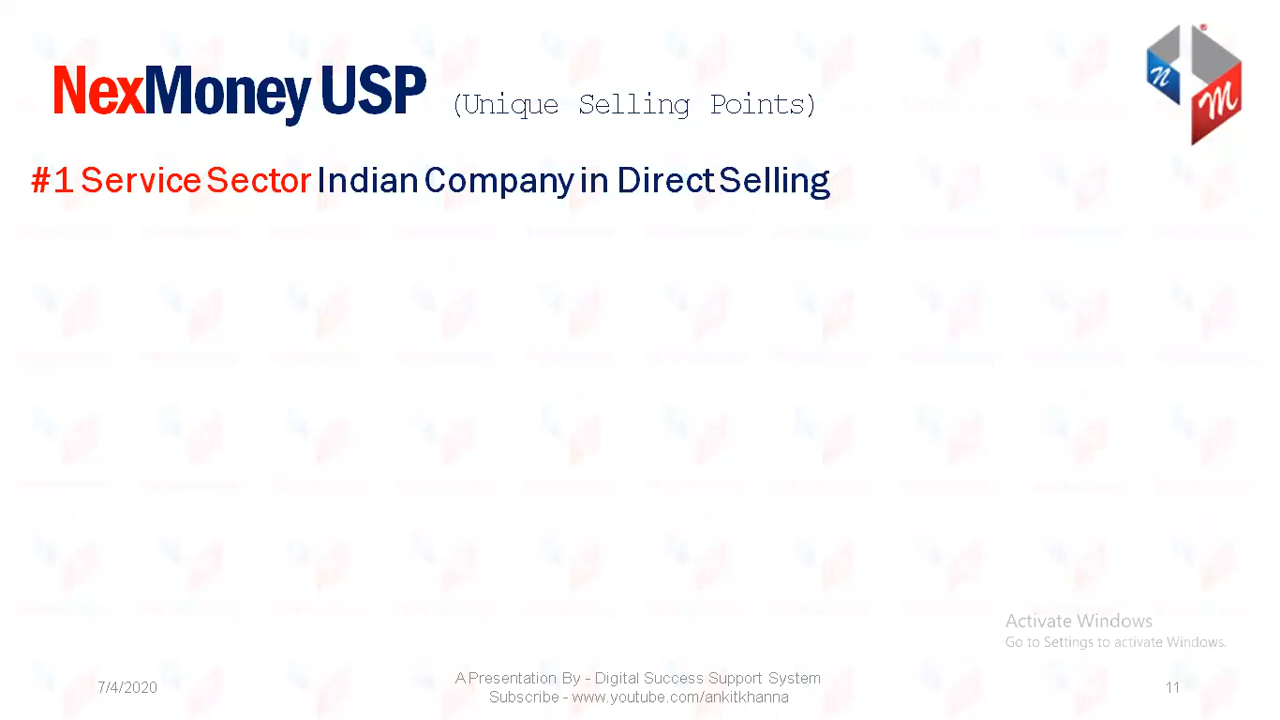 NexMoney USP (Unique Selling Points)
n m ®
#1 Service Sector Indian Company in Direct Selling
Activate Windows
Go to Settings to activate Windows.
7/4/2020
A Presentation By - Digital Success Support System
Subscribe - www.youtube.com/ankitkhanna
11